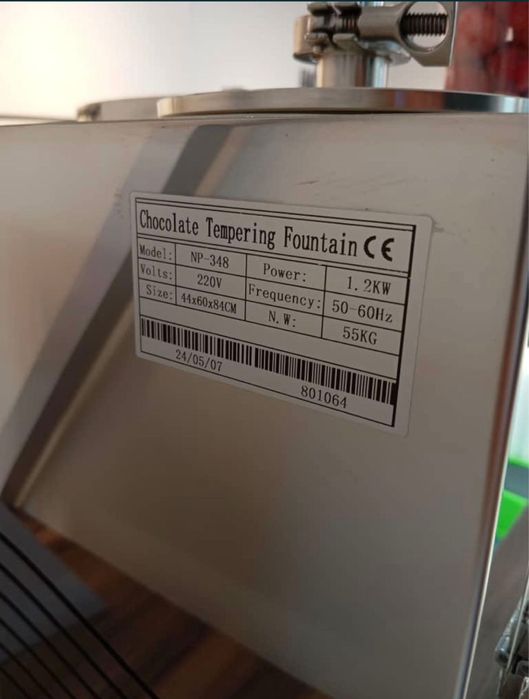 Chocolate Tempering Fountain CE
Model: NP-348 Power: 1.2KW
Volts: 220V Frequency: 50-60Hz
Size: 44x60x84CM N.W: 55KG
24/05/07 801064